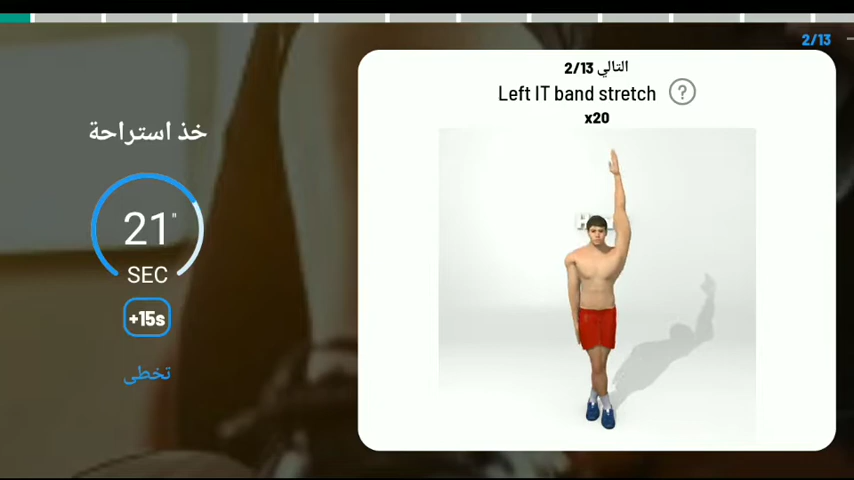 2/13
خذ استراحة
21"
SEC
+15s
تخطى
التالي 2/13
Left IT band stretch ?
x20